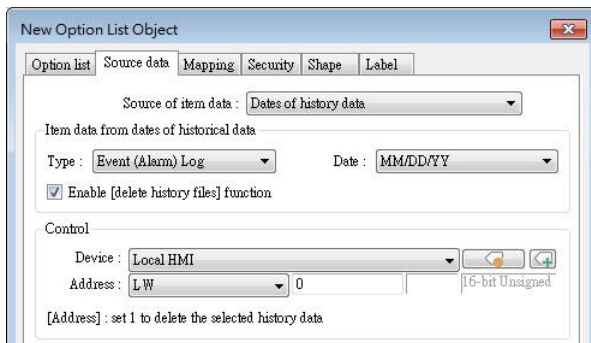 New Option List Object
Option list Source data Mapping Security Shape Label
Source of item data : Dates of history data
Item data from dates of historical data
Type : Event (Alarm) Log Date : MM/DD/YY
Enable [delete history files] function
Control
Device : Local HMI
Address : LW 0 16-bit Unsigned
[Address] : set 1 to delete the selected history data